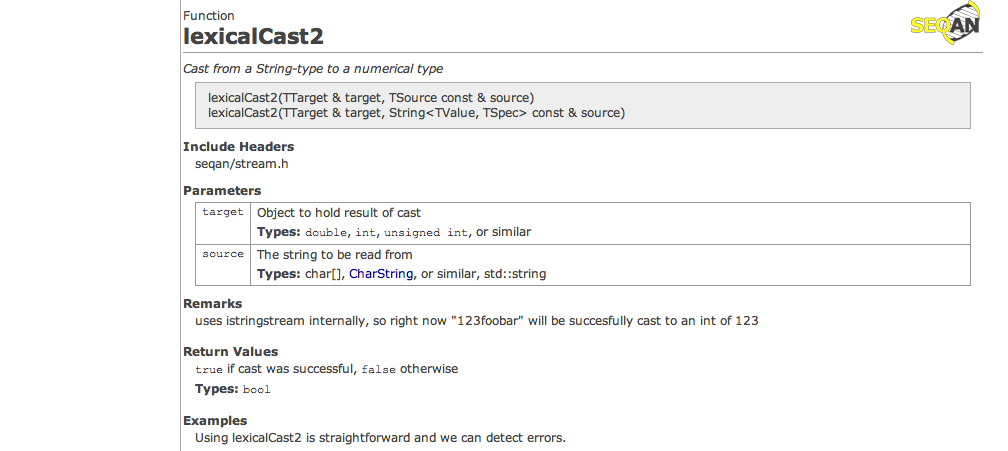 Function
lexicalCast2
SEQAN
Cast from a String-type to a numerical type
lexicalCast2(TTarget & target, TSource const & source)
lexicalCast2(TTarget & target, String<TValue, TSpec> const & source)
Include Headers
seqan/stream.h
Parameters
target Object to hold result of cast
Types: double, int, unsigned int, or similar
source The string to be read from
Types: char[], CharString, or similar, std::string
Remarks
uses istringstream internally, so right now "123foobar" will be succesfully cast to an int of 123
Return Values
true if cast was successful, false otherwise
Types: bool
Examples
Using lexicalCast2 is straightforward and we can detect errors.